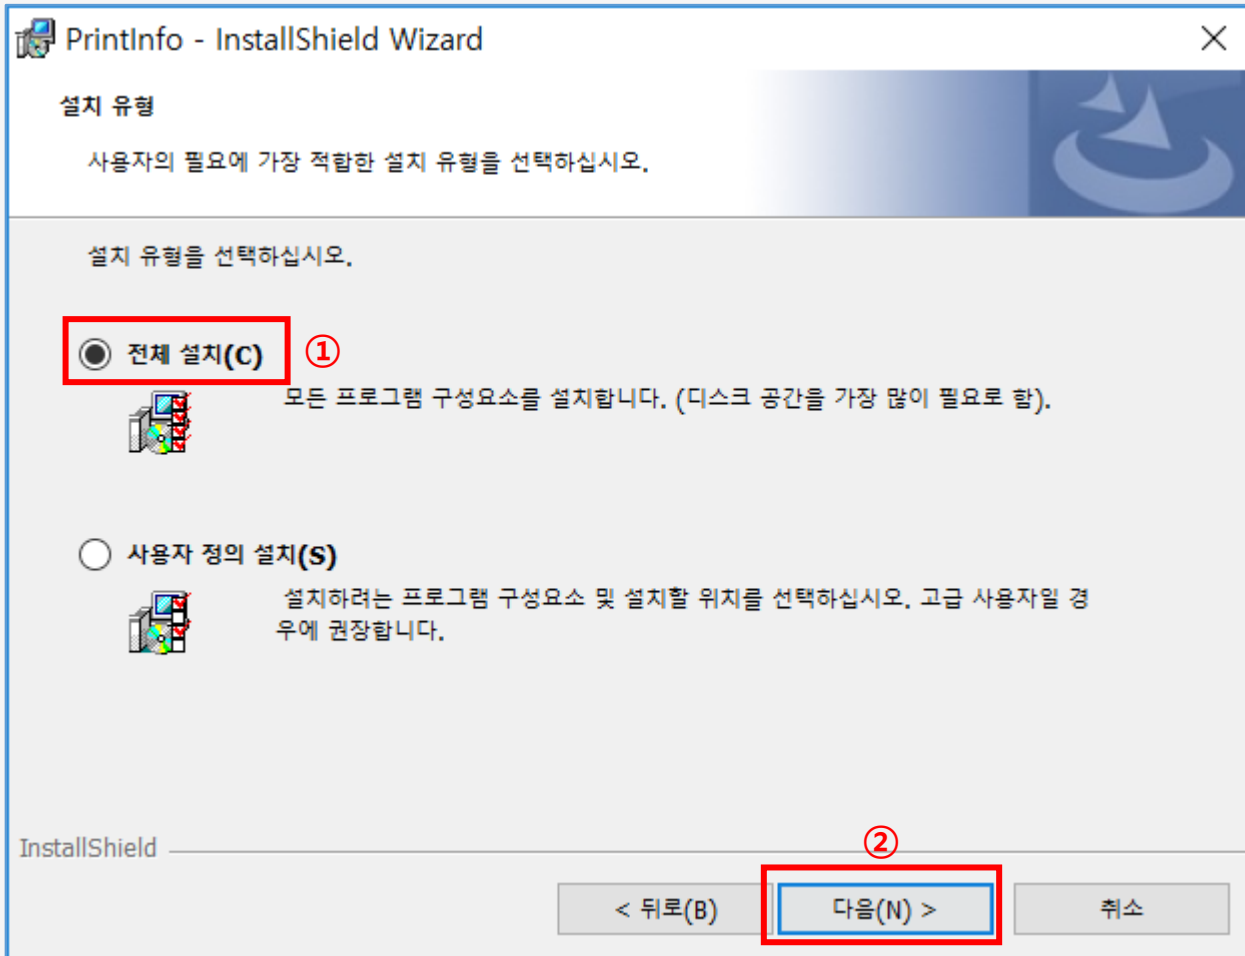 PrintInfo - InstallShield Wizard
설치 유형
사용자의 필요에 가장 적합한 설치 유형을 선택하십시오.
설치 유형을 선택하십시오.
전체 설치(C) ①
모든 프로그램 구성요소를 설치합니다. (디스크 공간을 가장 많이 필요로 함).
사용자 정의 설치(S)
설치하려는 프로그램 구성요소 및 설치할 위치를 선택하십시오. 고급 사용자일 경
우에 권장합니다.
InstallShield
②
< 뒤로(B) 다음(N) > 취소